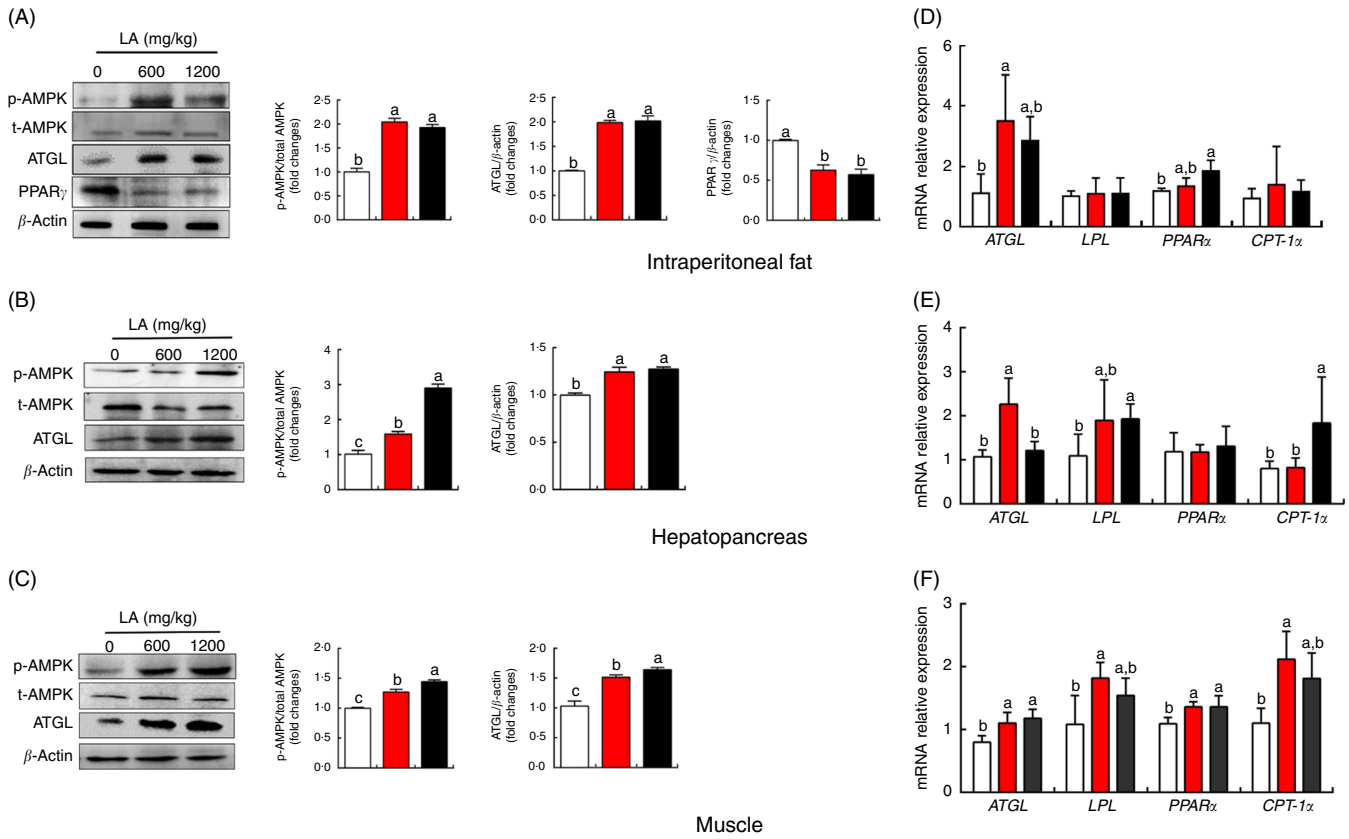 (A)
LA (mg/kg)
0 600 1200
p-AMPK
t-AMPK
ATGL
PPARγ
β-Actin
p-AMPK/total AMPK
(fold changes)
2·5
2·0
1·5
1·0
0·5
0·0
b a a
ATGL/β-actin
(fold changes)
2·5
2·0
1·5
1·0
0·5
0·0
b a a
PPAR γ/β-actin
(fold changes)
1·5
1·0
0·5
0·0
a b b
Intraperitoneal fat
(D)
mRNA relative expression
6
4
2
0
b a a,b
b a,b a
ATGL LPL PPARα CPT-1α
(B)
LA (mg/kg)
0 600 1200
p-AMPK
t-AMPK
ATGL
β-Actin
p-AMPK/total AMPK
(fold changes)
4
3
2
1
0
c b a
ATGL/β-actin
(fold changes)
1·5
1·0
0·5
0·0
b a a
Hepatopancreas
(E)
mRNA relative expression
4
3
2
1
0
b a b
b a,b a
b b a
ATGL LPL PPARα CPT-1α
(C)
LA (mg/kg)
0 600 1200
p-AMPK
t-AMPK
ATGL
β-Actin
p-AMPK/total AMPK
(fold changes)
2·0
1·5
1·0
0·5
0·0
c b a
ATGL/β-actin
(fold changes)
2·0
1·5
1·0
0·5
0·0
c b a
Muscle
(F)
mRNA relative expression
3
2
1
0
b a a
b a a,b
b a a
b a a,b
ATGL LPL PPARα CPT-1α